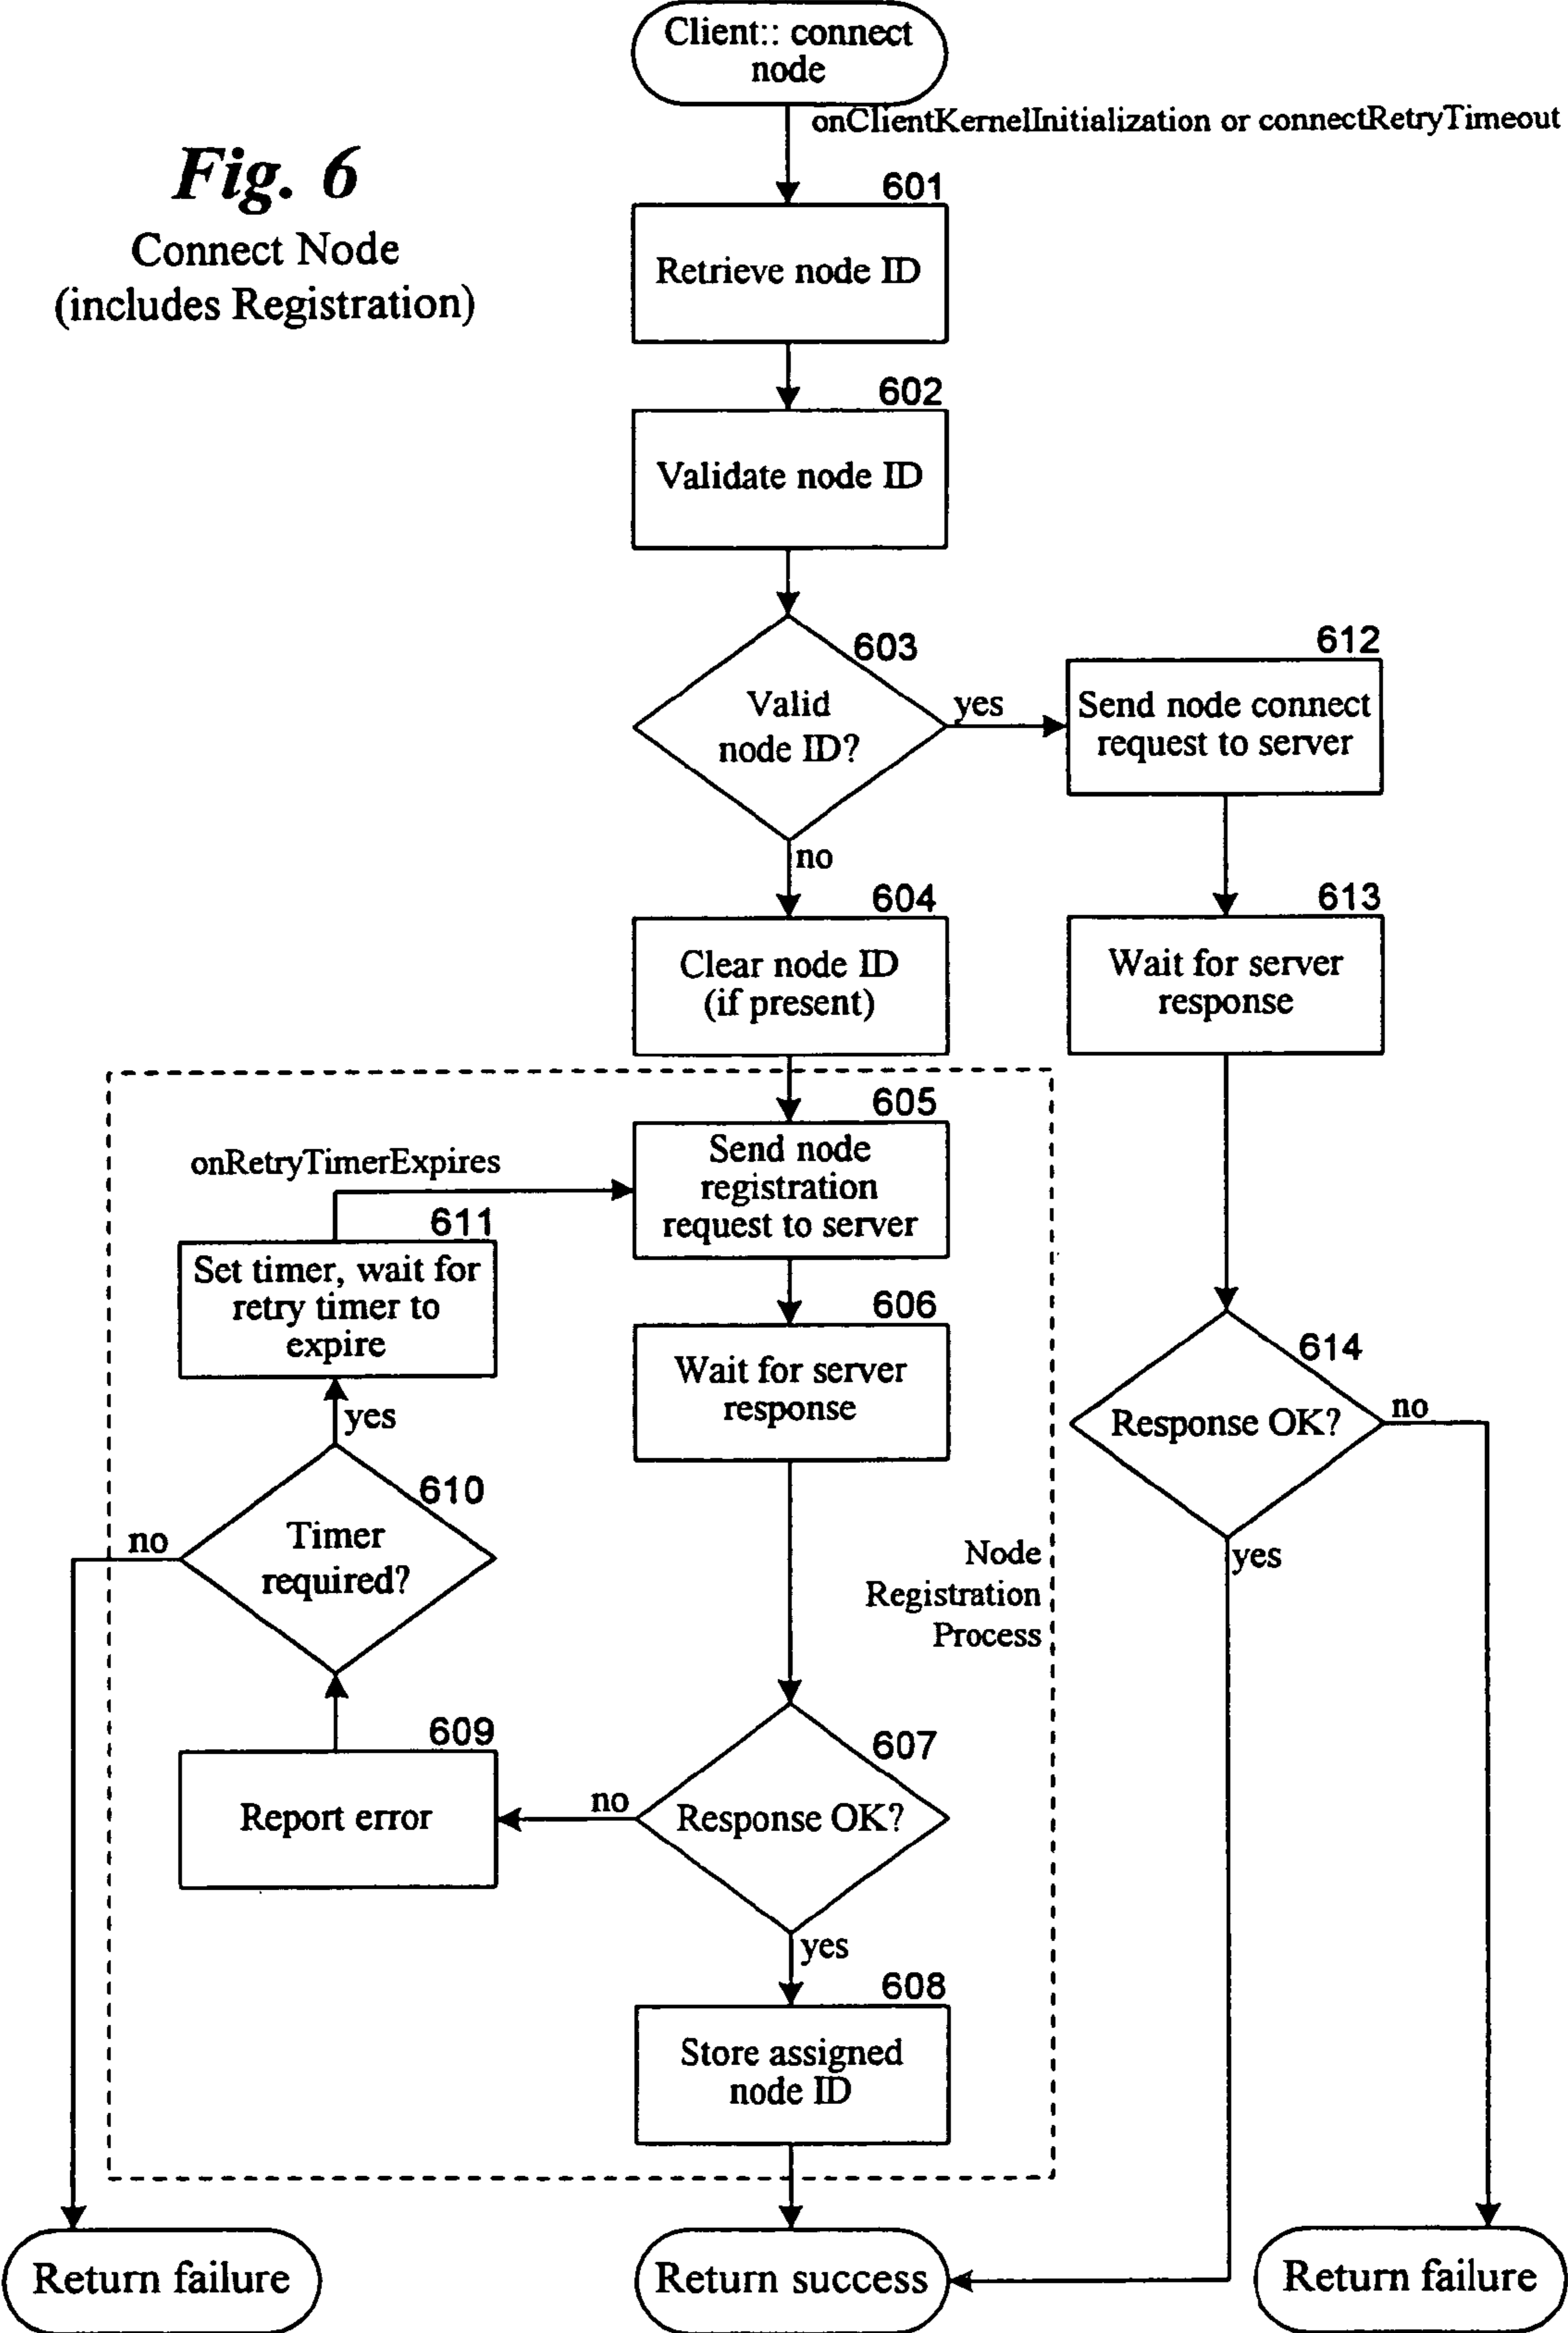 Client:: connect
node
onClientKernelInitialization or connectRetryTimeout
Fig. 6
Connect Node
(includes Registration)
601
Retrieve node ID
602
Validate node ID
603
Valid
node ID?
yes
no
612
Send node connect
request to server
604
Clear node ID
(if present)
613
Wait for server
response
605
Send node
registration
request to server
onRetryTimerExpires
611
Set timer, wait for
retry timer to
expire
606
Wait for server
response
614
Response OK?
no
yes
yes
610
Timer
required?
no
Node
Registration
Process
609
Report error
607
Response OK?
no
yes
608
Store assigned
node ID
Return failure
Return success
Return failure